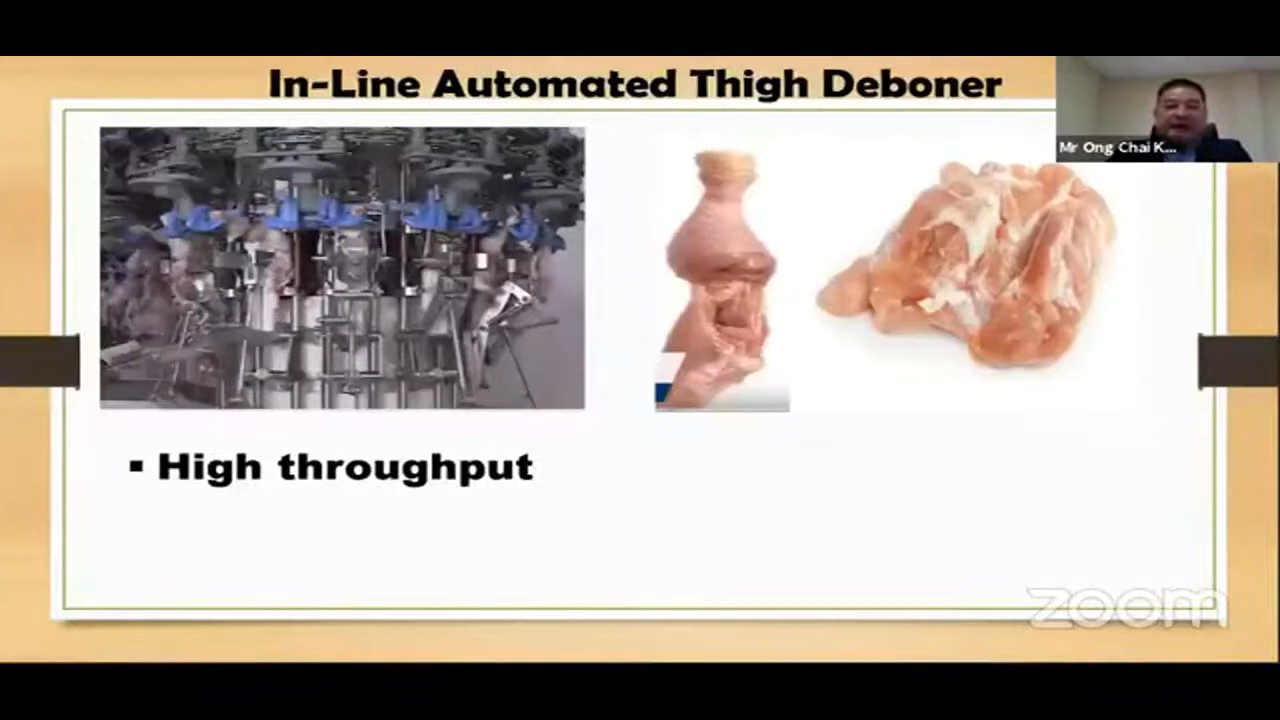 In-Line Automated Thigh Deboner
Mr Ong Chai K...
▪ High throughput
zoom